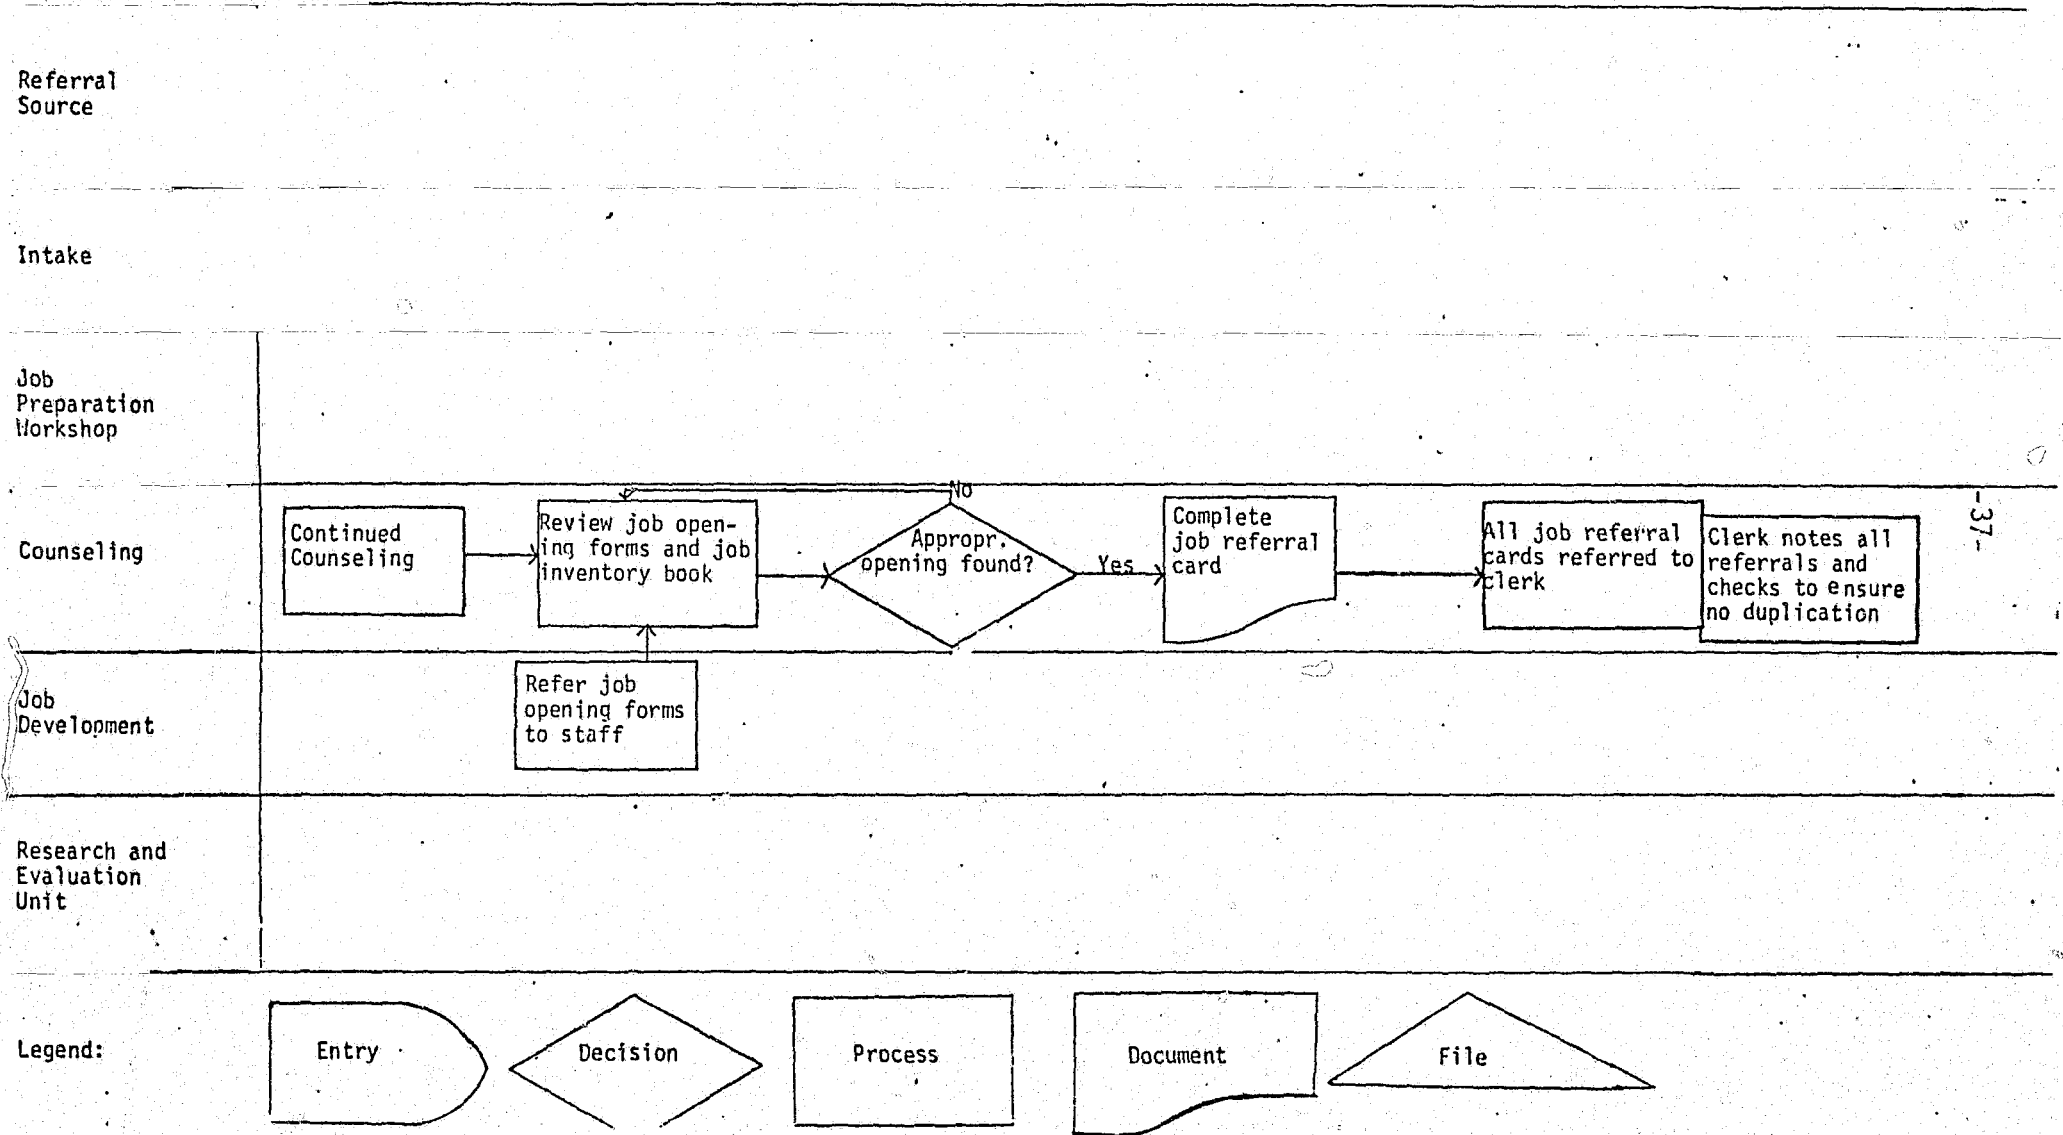 Referral
Source
Intake
Job
Preparation
Workshop
Counseling
Continued
Counseling
Review job open-
ing forms and job
inventory book
No
Appropr.
opening found?
Yes
Complete
job referral
card
All job referral
cards referred to
clerk
Clerk notes all
referrals and
checks to ensure
no duplication
-37-
Job
Development
Refer job
opening forms
to staff
Research and
Evaluation
Unit
Legend:
Entry
Decision
Process
Document
File